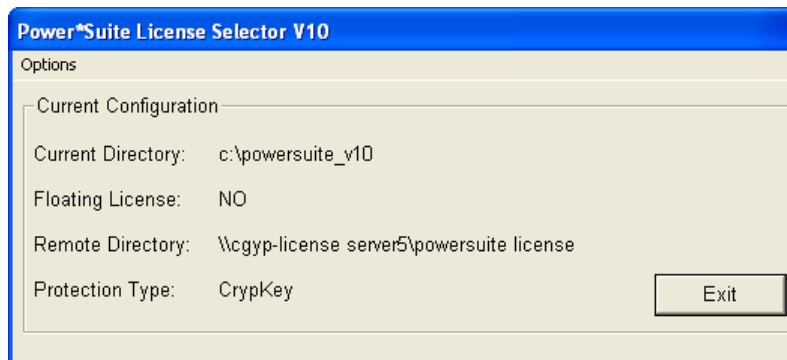 Power*Suite License Selector V10
Options
Current Configuration
Current Directory: c:\powersuite_v10
Floating License: NO
Remote Directory: \\cgyp-license server5\powersuite license
Protection Type: CrypKey
Exit